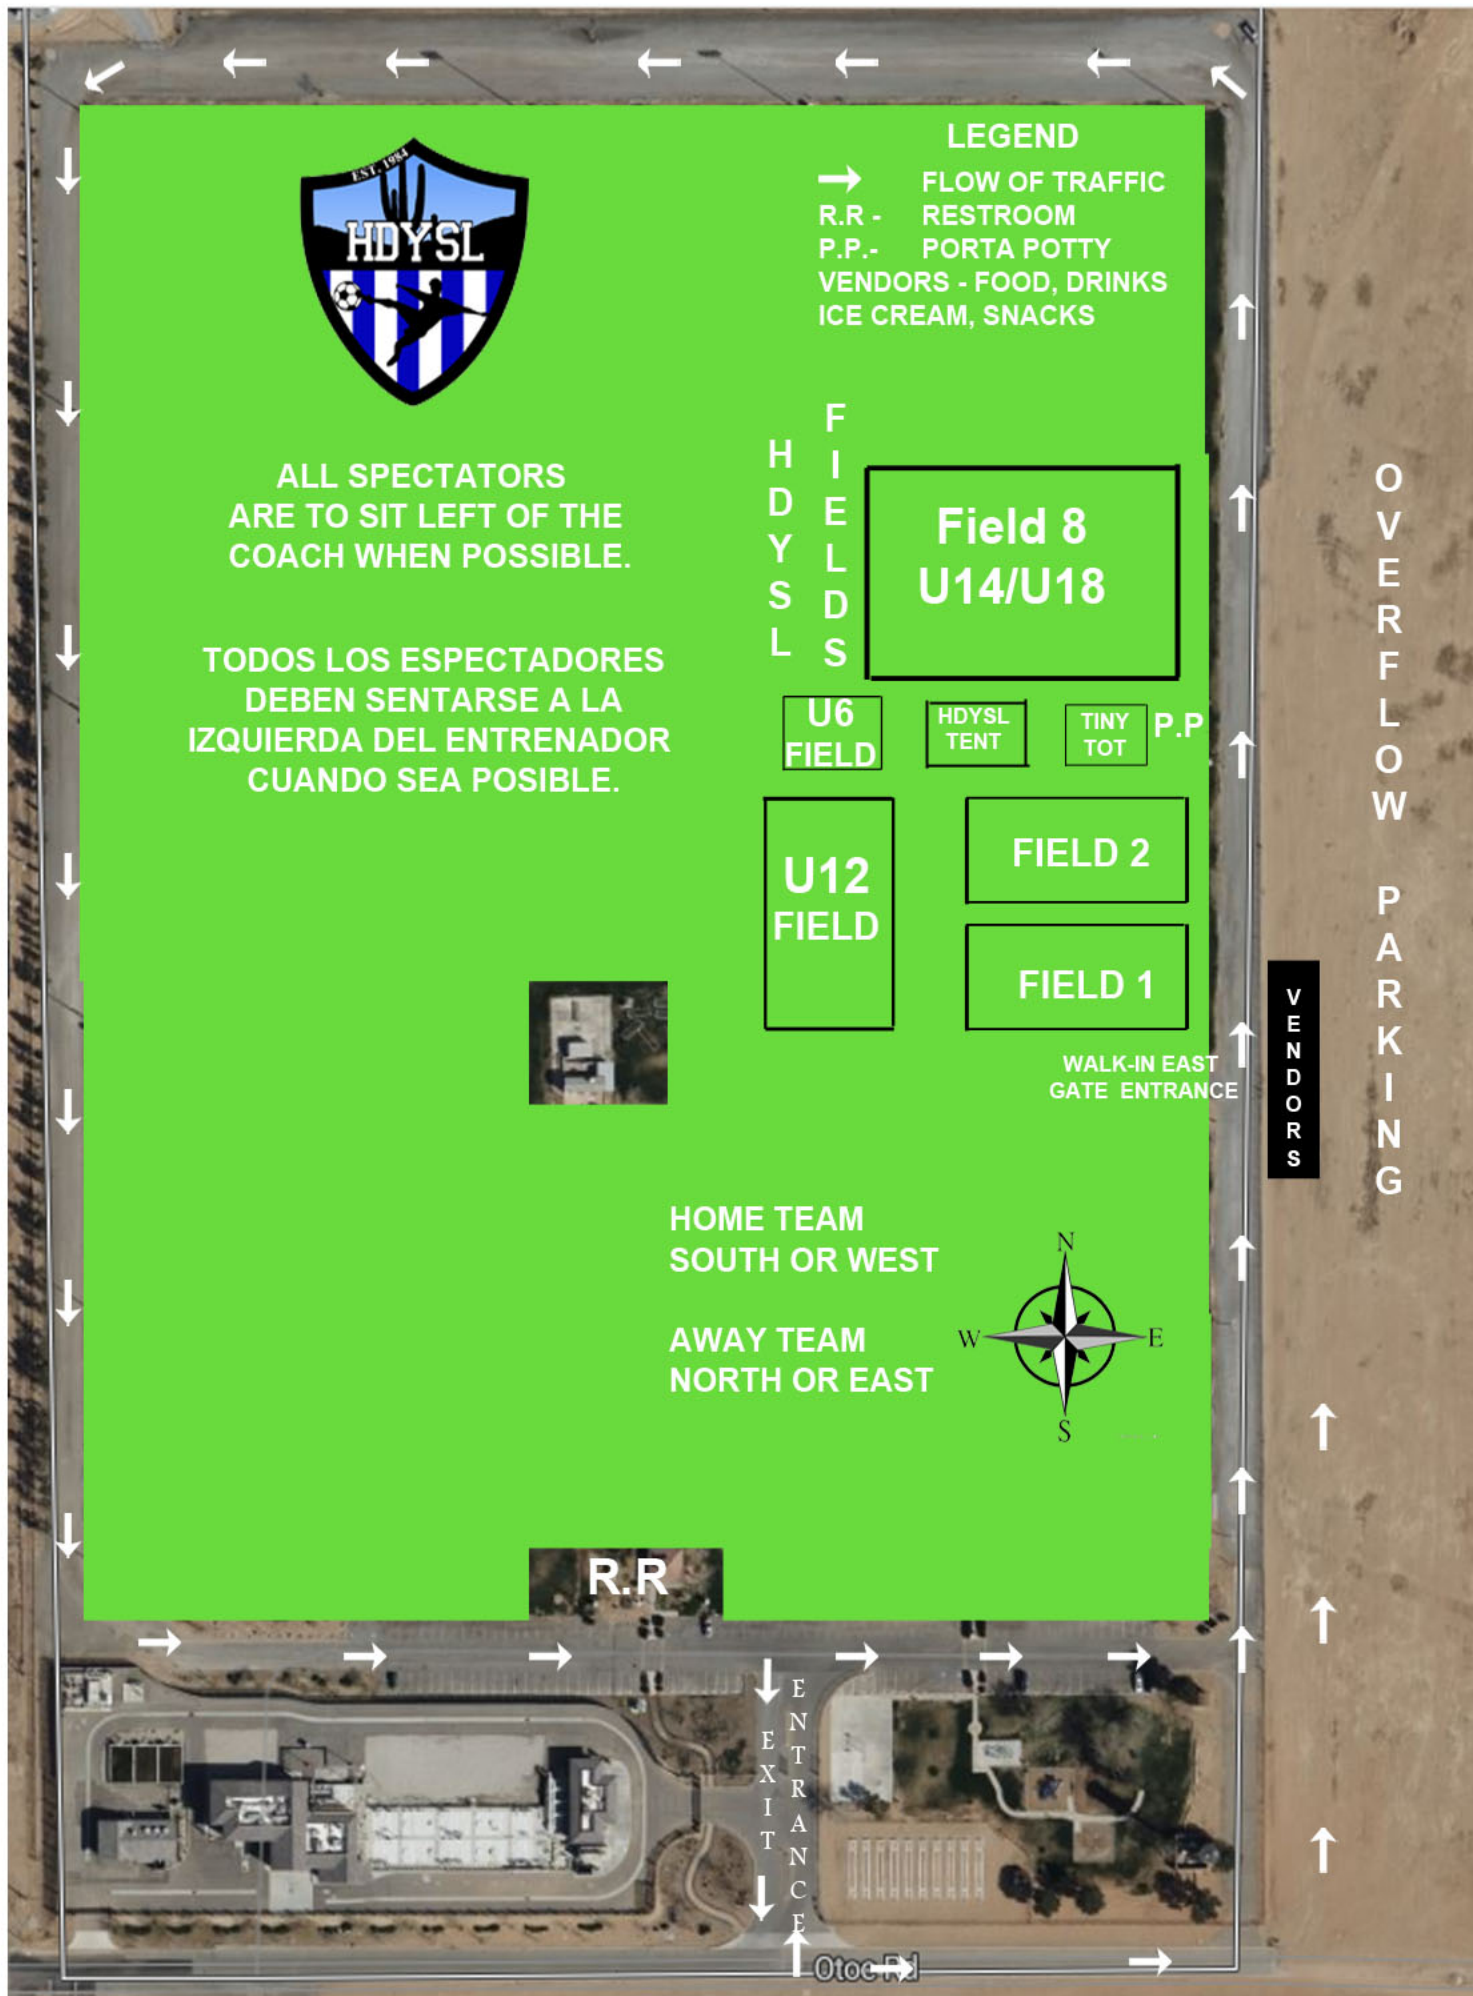 EST. 1984
HDYSL
LEGEND
FLOW OF TRAFFIC
R.R - RESTROOM
P.P.- PORTA POTTY
VENDORS - FOOD, DRINKS
ICE CREAM, SNACKS
ALL SPECTATORS
ARE TO SIT LEFT OF THE
COACH WHEN POSSIBLE.
TODOS LOS ESPECTADORES
DEBEN SENTARSE A LA
IZQUIERDA DEL ENTRENADOR
CUANDO SEA POSIBLE.
HDYSL
FIELDS
Field 8
U14/U18
U6
FIELD
HDYSL
TENT
TINY
TOT
P.P
U12
FIELD
FIELD 2
FIELD 1
WALK-IN EAST
GATE ENTRANCE
VENDORS
OVERFLOW PARKING
HOME TEAM
SOUTH OR WEST
AWAY TEAM
NORTH OR EAST
N
W
E
S
R.R
EXIT
ENTRANCE
Otoe Rd